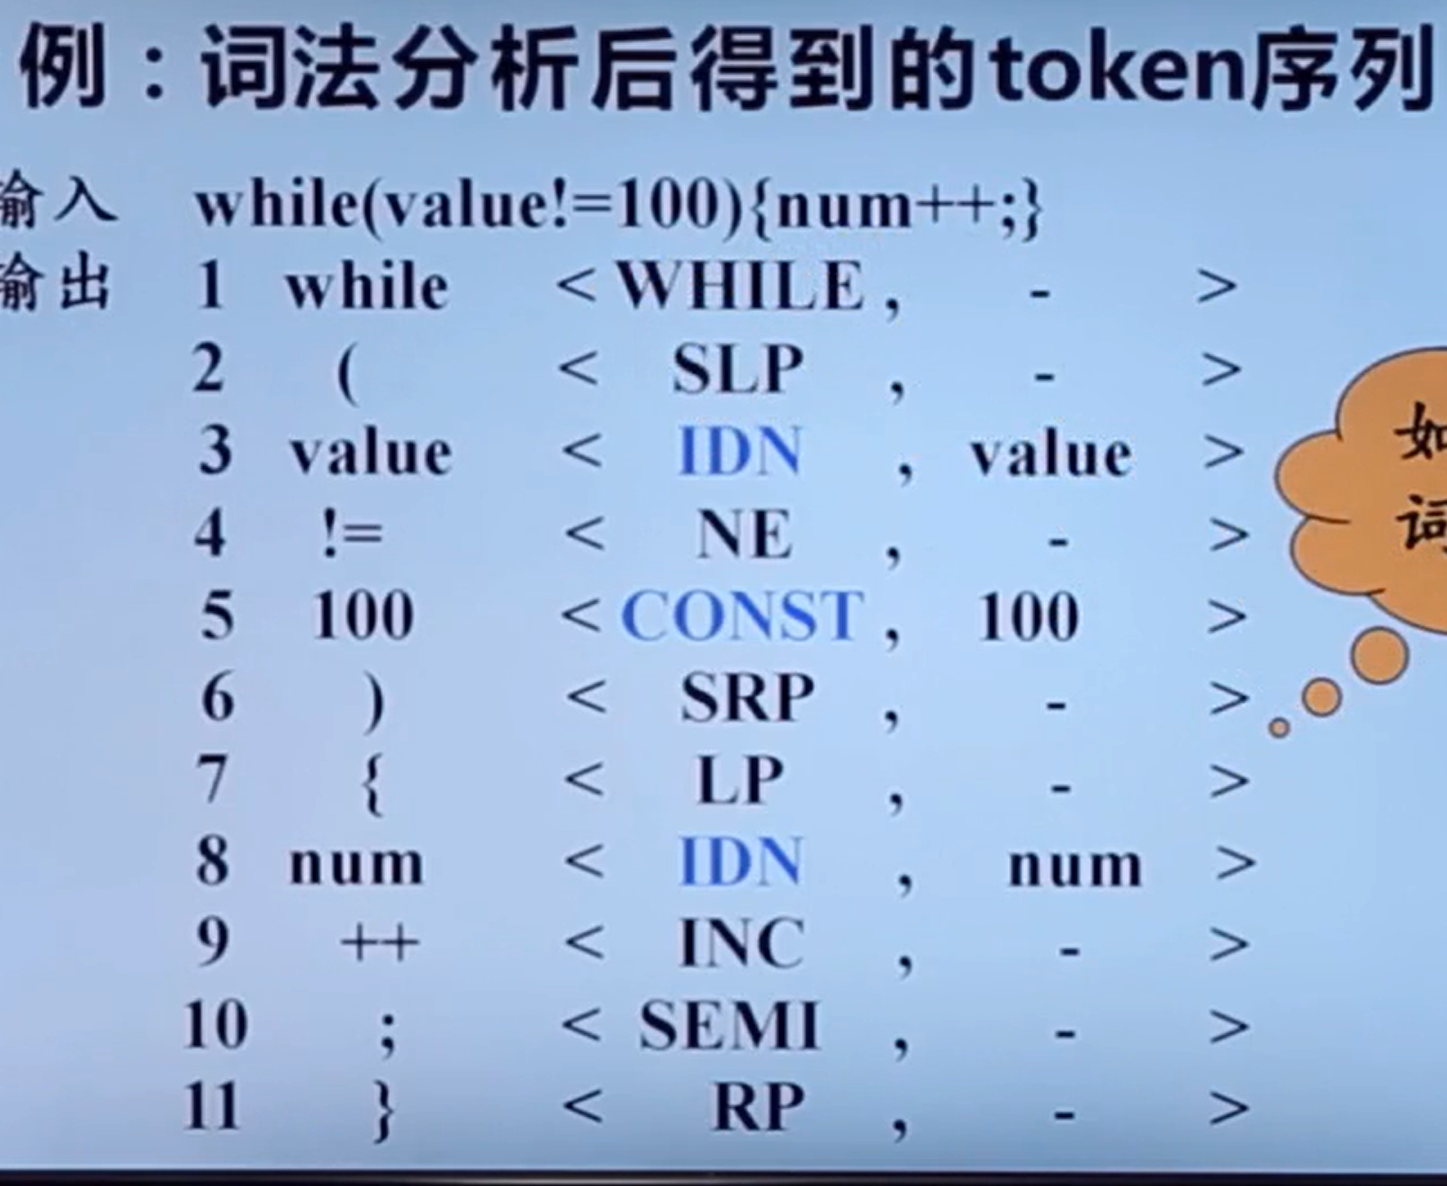 例：词法分析后得到的token序列
输入 while(value!=100){num++;}
输出 1 while < WHILE , - >
2 ( < SLP , - >
3 value < IDN , value >
4 != < NE , - >
5 100 < CONST , 100 >
6 ) < SRP , - >
7 { < LP , - >
8 num < IDN , num >
9 ++ < INC , - >
10 ; < SEMI , - >
11 } < RP , - >
如
词